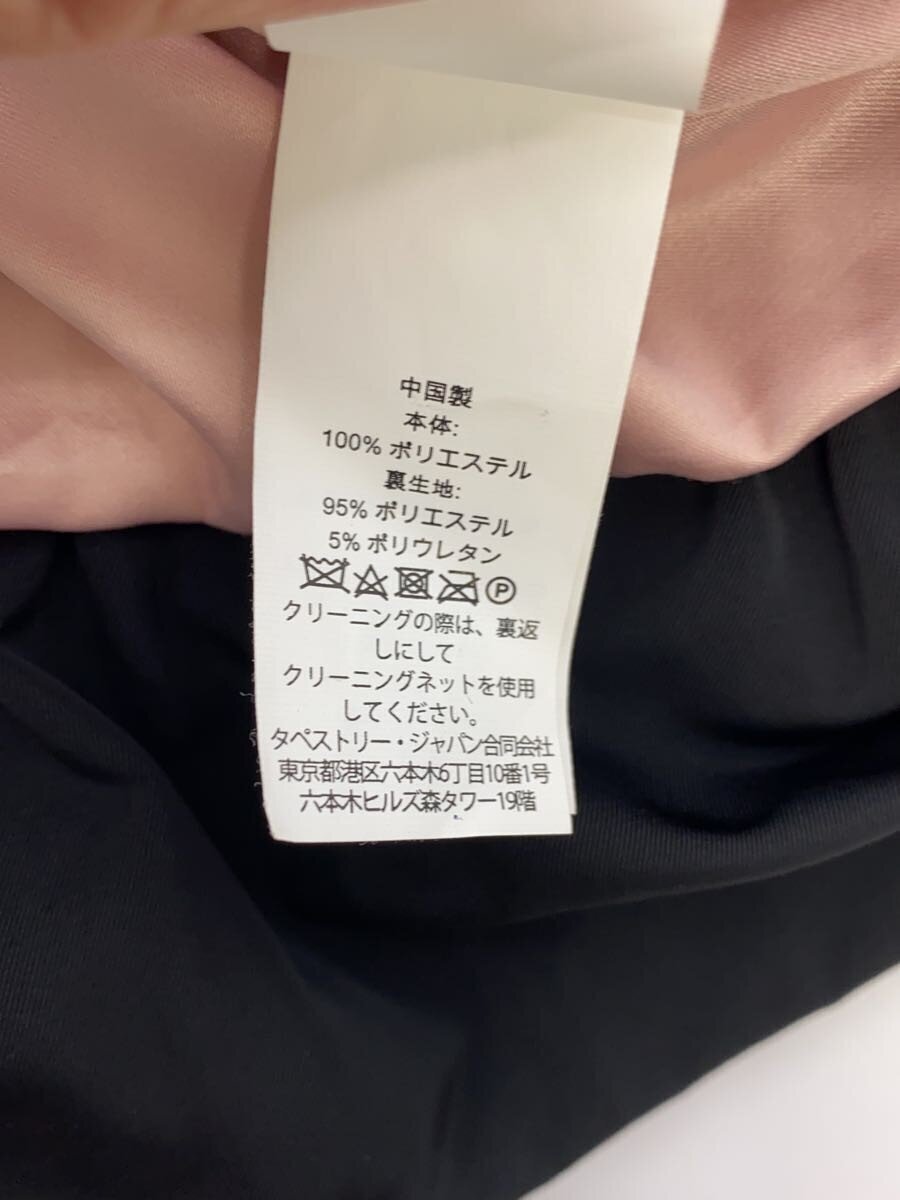 中国製
本体:
100% ポリエステル
裏生地:
95% ポリエステル
5% ポリウレタン
P
クリーニングの際は、裏返
しにして
クリーニングネットを使用
してください。
タペストリー・ジャパン合同会社
東京都港区六本木6丁目10番1号
六本木ヒルズ森タワー19階